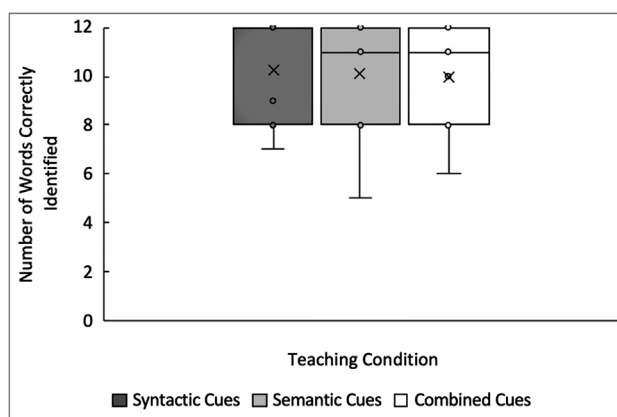 Number of Words Correctly
Identified
12
10
8
6
4
2
0
Teaching Condition
Syntactic Cues Semantic Cues Combined Cues